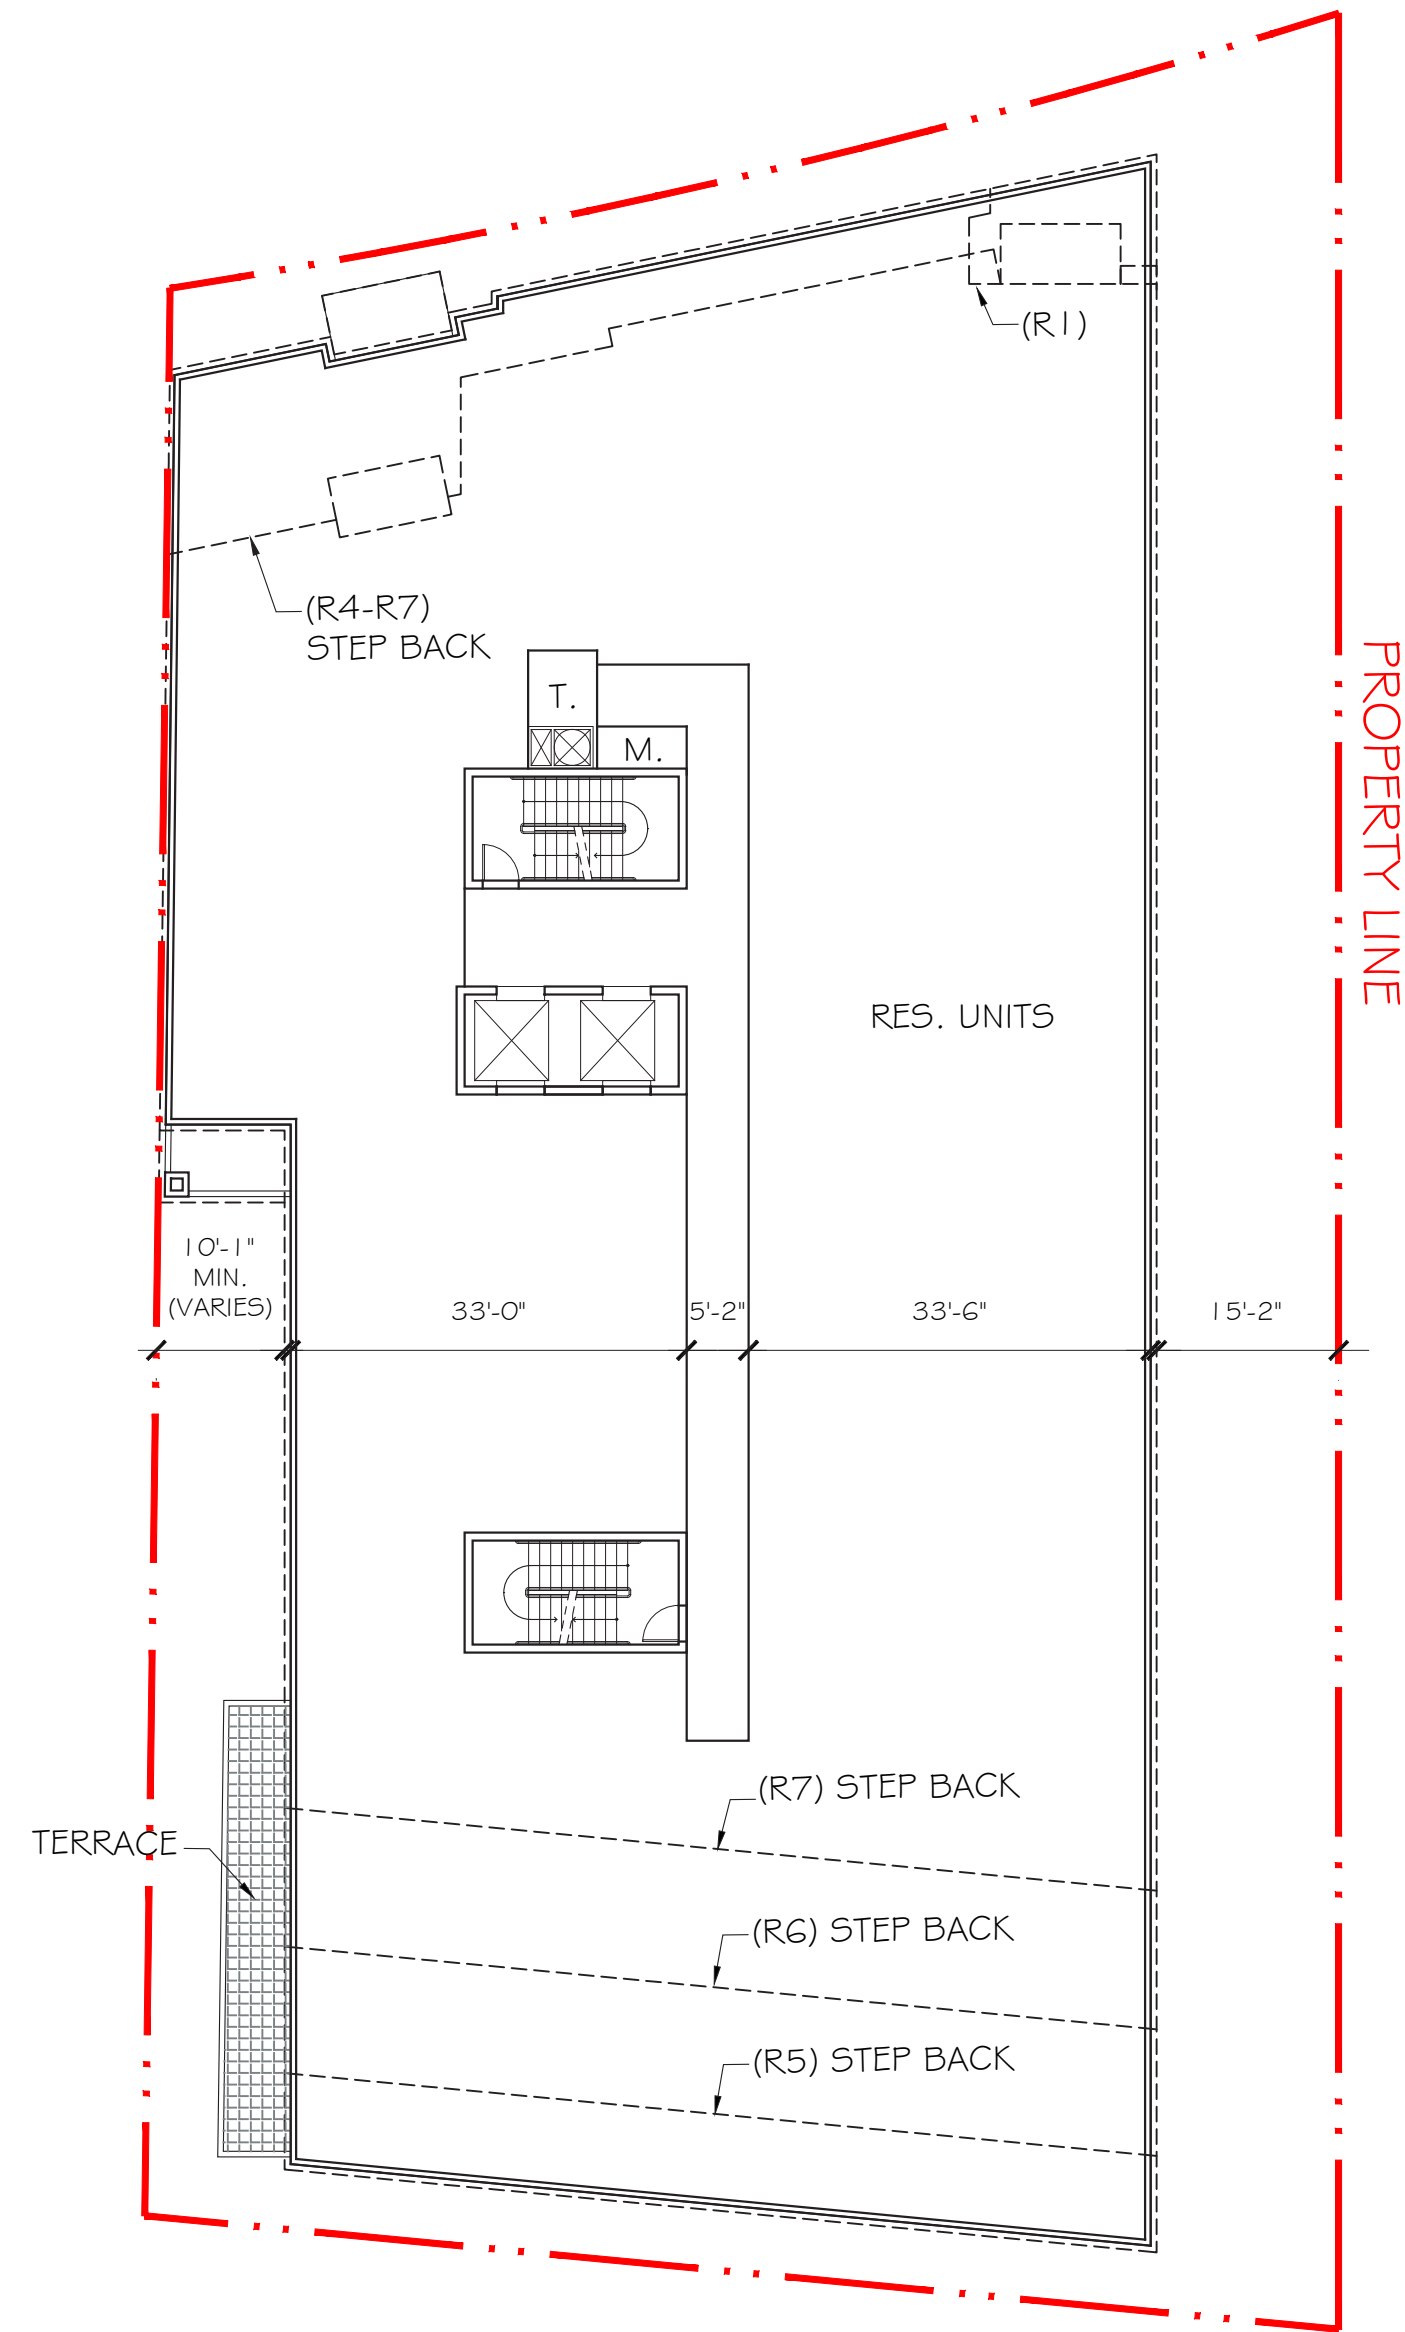 (R1)
(R4-R7)
STEP BACK
T.
M.
PROPERTY LINE
RES. UNITS
10'-1"
MIN.
(VARIES)
33'-0"
5'-2"
33'-6"
15'-2"
(R7) STEP BACK
TERRACE
(R6) STEP BACK
(R5) STEP BACK